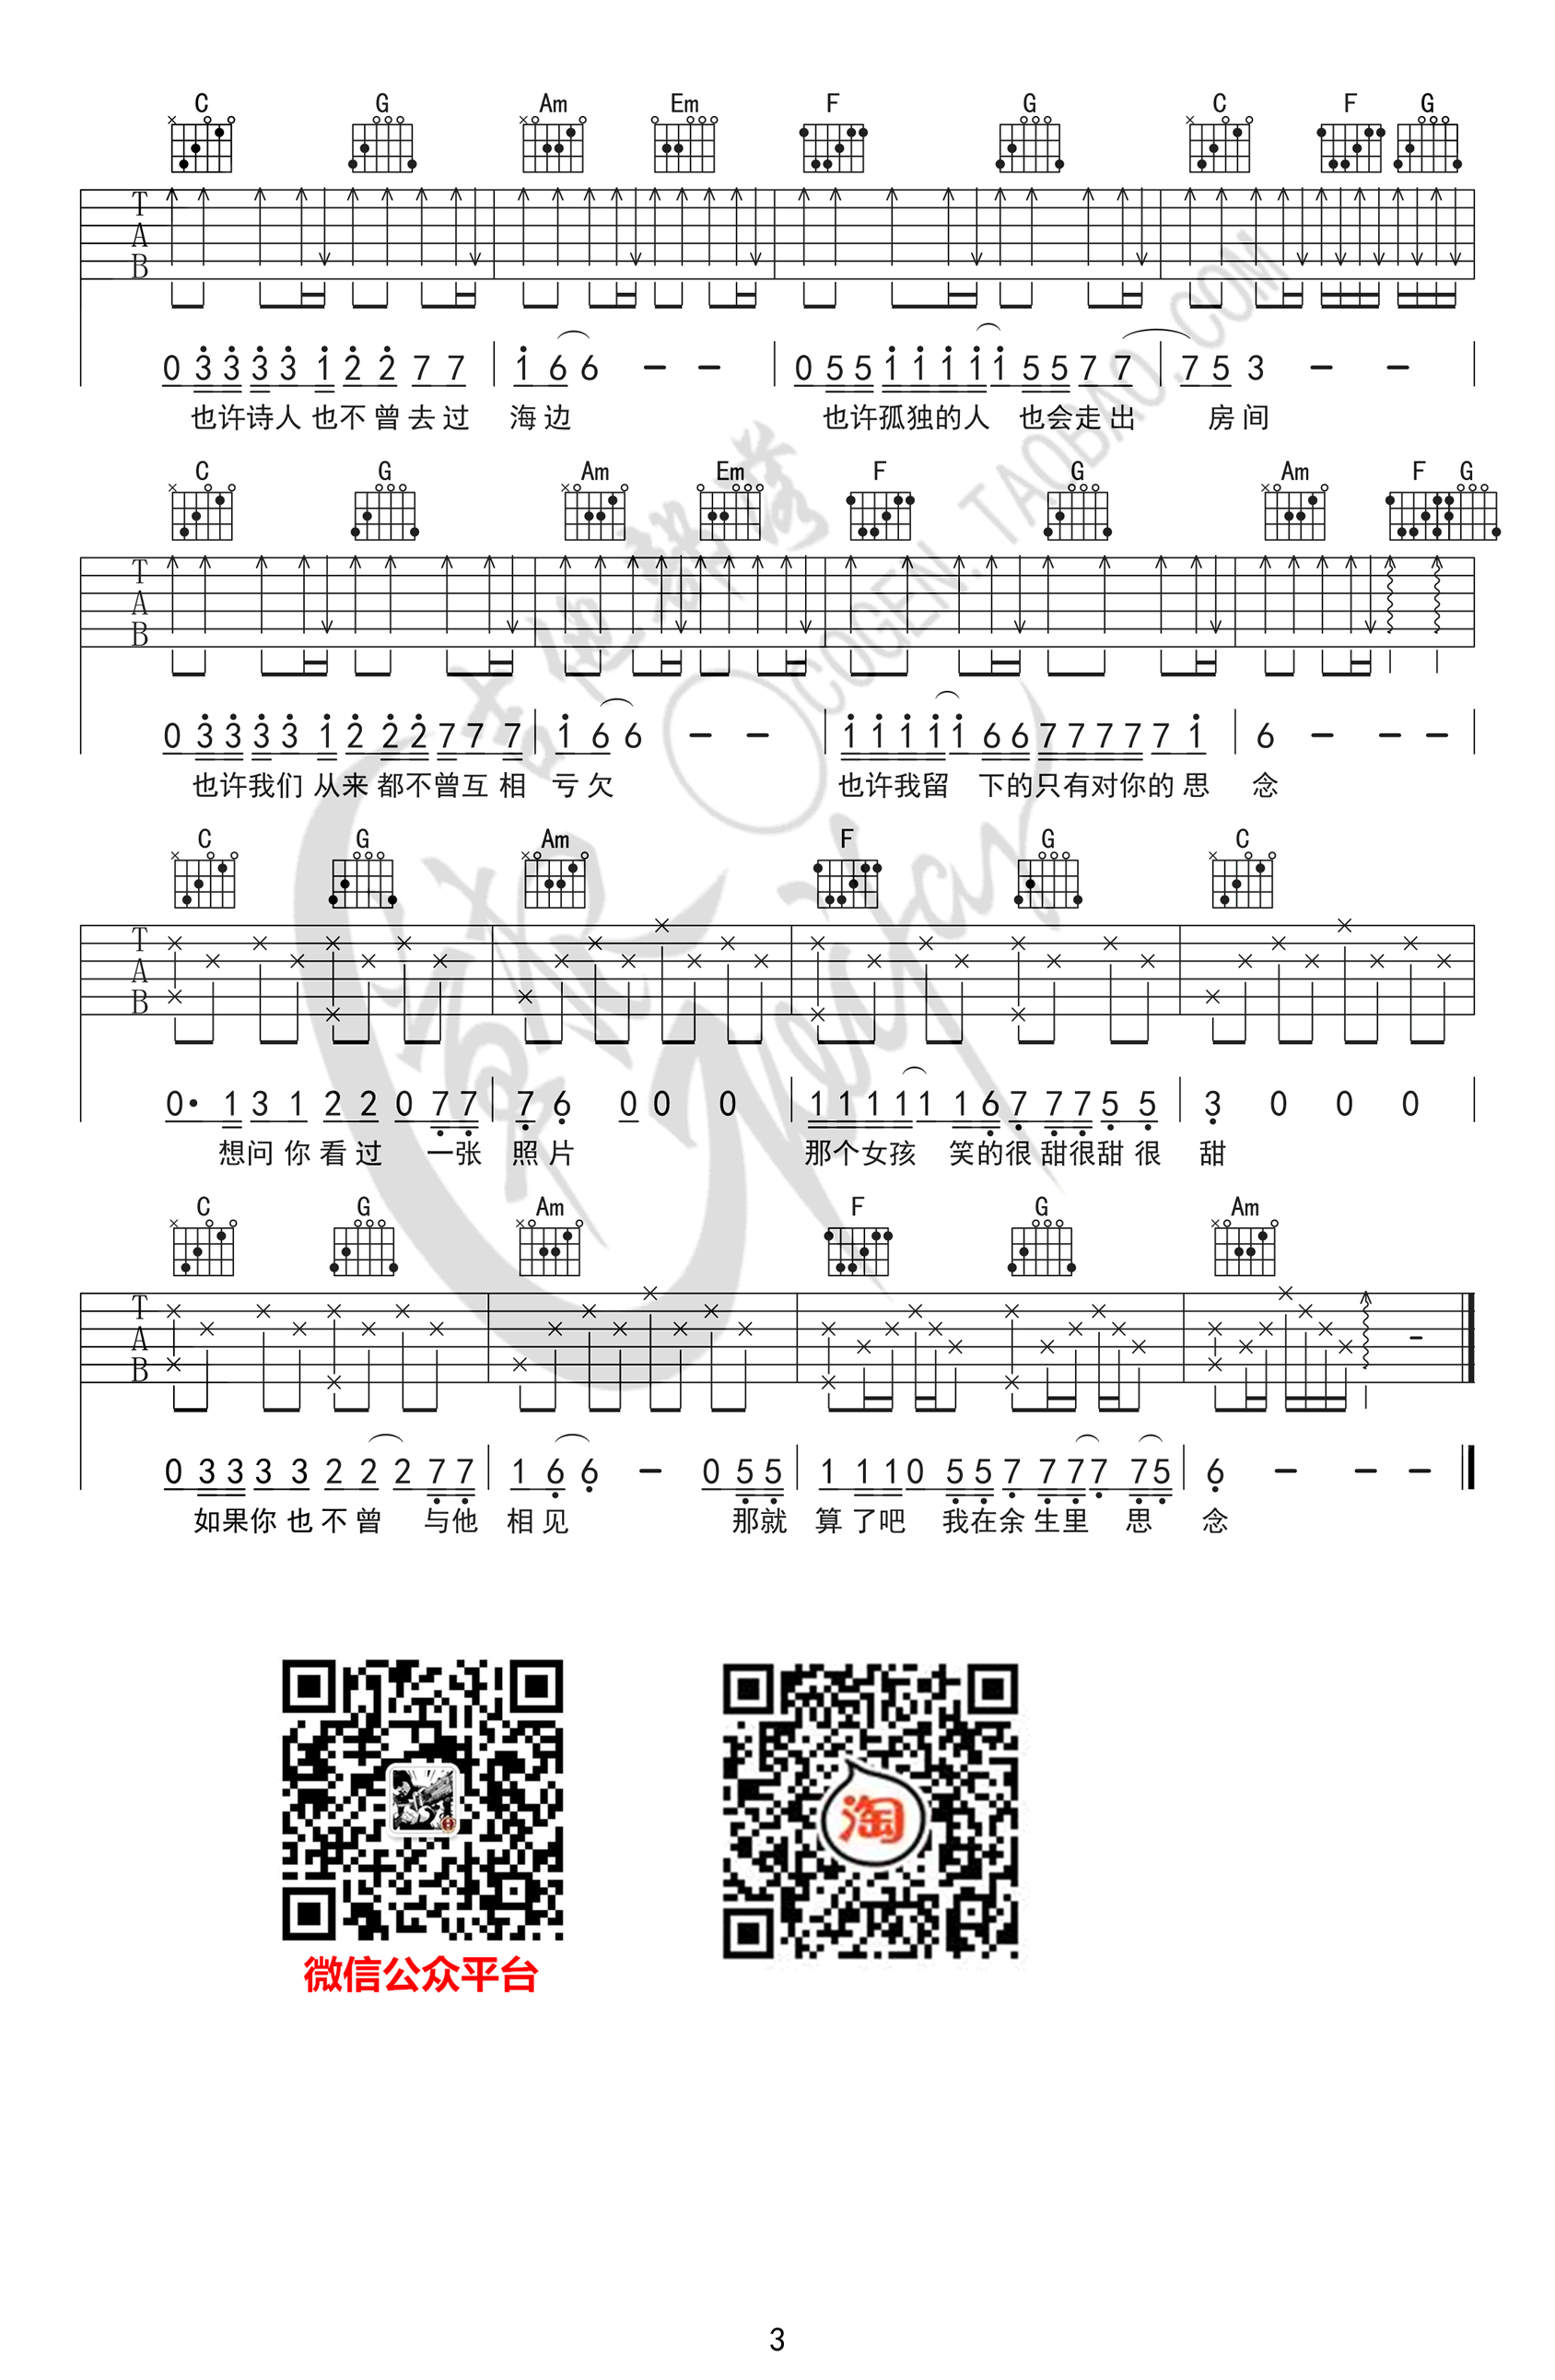 C G Am Em F G C F G
T
A
B
0 3 3 3 3 1 2 2 7 7 1 6 6 － － 0 5 5 1 1 1 1 1 5 5 7 7 7 5 3 － －
也许诗人 也不 曾 去 过 海 边 也许孤独的人 也会走 出 房 间
C G Am Em F G Am F G
T
A
B
0 3 3 3 3 1 2 2 2 7 7 7 1 6 6 － － 1 1 1 1 1 6 6 7 7 7 7 7 1 6 － － －
也许我们 从来 都不曾互 相 亏 欠 也许我留 下的只有对你的 思 念
C G Am F G C
T
A
B
0· 1 3 1 2 2 0 7 7 7 6 0 0 0 1 1 1 1 1 1 6 7 7 7 5 5 3 0 0 0
想问 你 看 过 一张 照 片 那个女孩 笑的很 甜很甜 很 甜
C G Am F G Am
T
A
B
0 3 3 3 3 2 2 2 7 7 1 6 6 － 0 5 5 1 1 1 0 5 5 7 7 7 7 7 5 6 － － －
如果你 也 不 曾 与他 相 见 那就 算 了吧 我在余 生里 思 念
吉他部落
COGEN.TAOBAO.COM
淘
微信公众平台
3